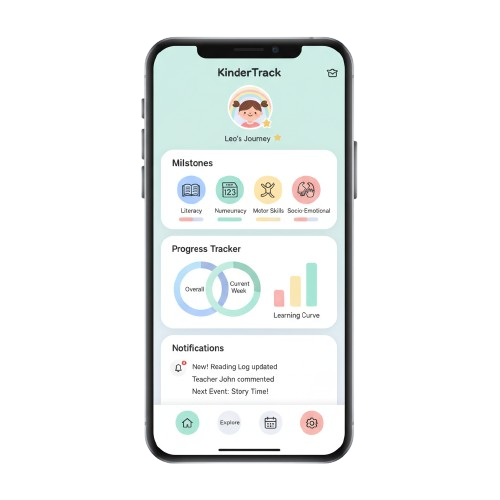 KinderTrack
Leo's Journey
Milstones
Literacy
Numeuracy
Motor Skills
Socio·Emotional
Progress Tracker
Overall
Current
Week
Learning Curve
Notifications
New! Reading Log updated
Teacher John commented
Next Event: Story Time!
Explore